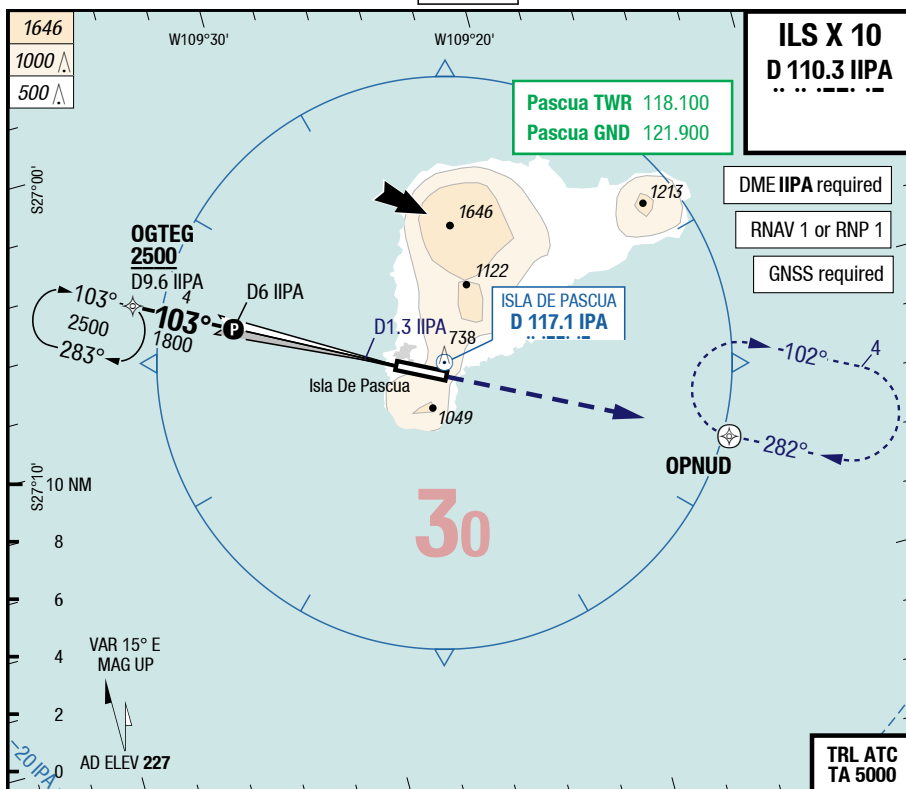 1646
1000
500
W109°30'
W109°20'
ILS X 10
D 110.3 IIPA
Pascua TWR 118.100
Pascua GND 121.900
S27°00'
DME IIPA required
RNAV 1 or RNP 1
GNSS required
1213
1646
1122
OGTEG
2500
D9.6 IIPA
4
D6 IIPA
P
103°
103°
2500
1800
283°
D1.3 IIPA
ISLA DE PASCUA
D 117.1 IPA
738
Isla De Pascua
1049
102°
4
282°
OPNUD
30
S27°10'
10 NM
8
6
4
2
0
VAR 15° E
MAG UP
AD ELEV 227
20 IPA
TRL ATC
TA 5000